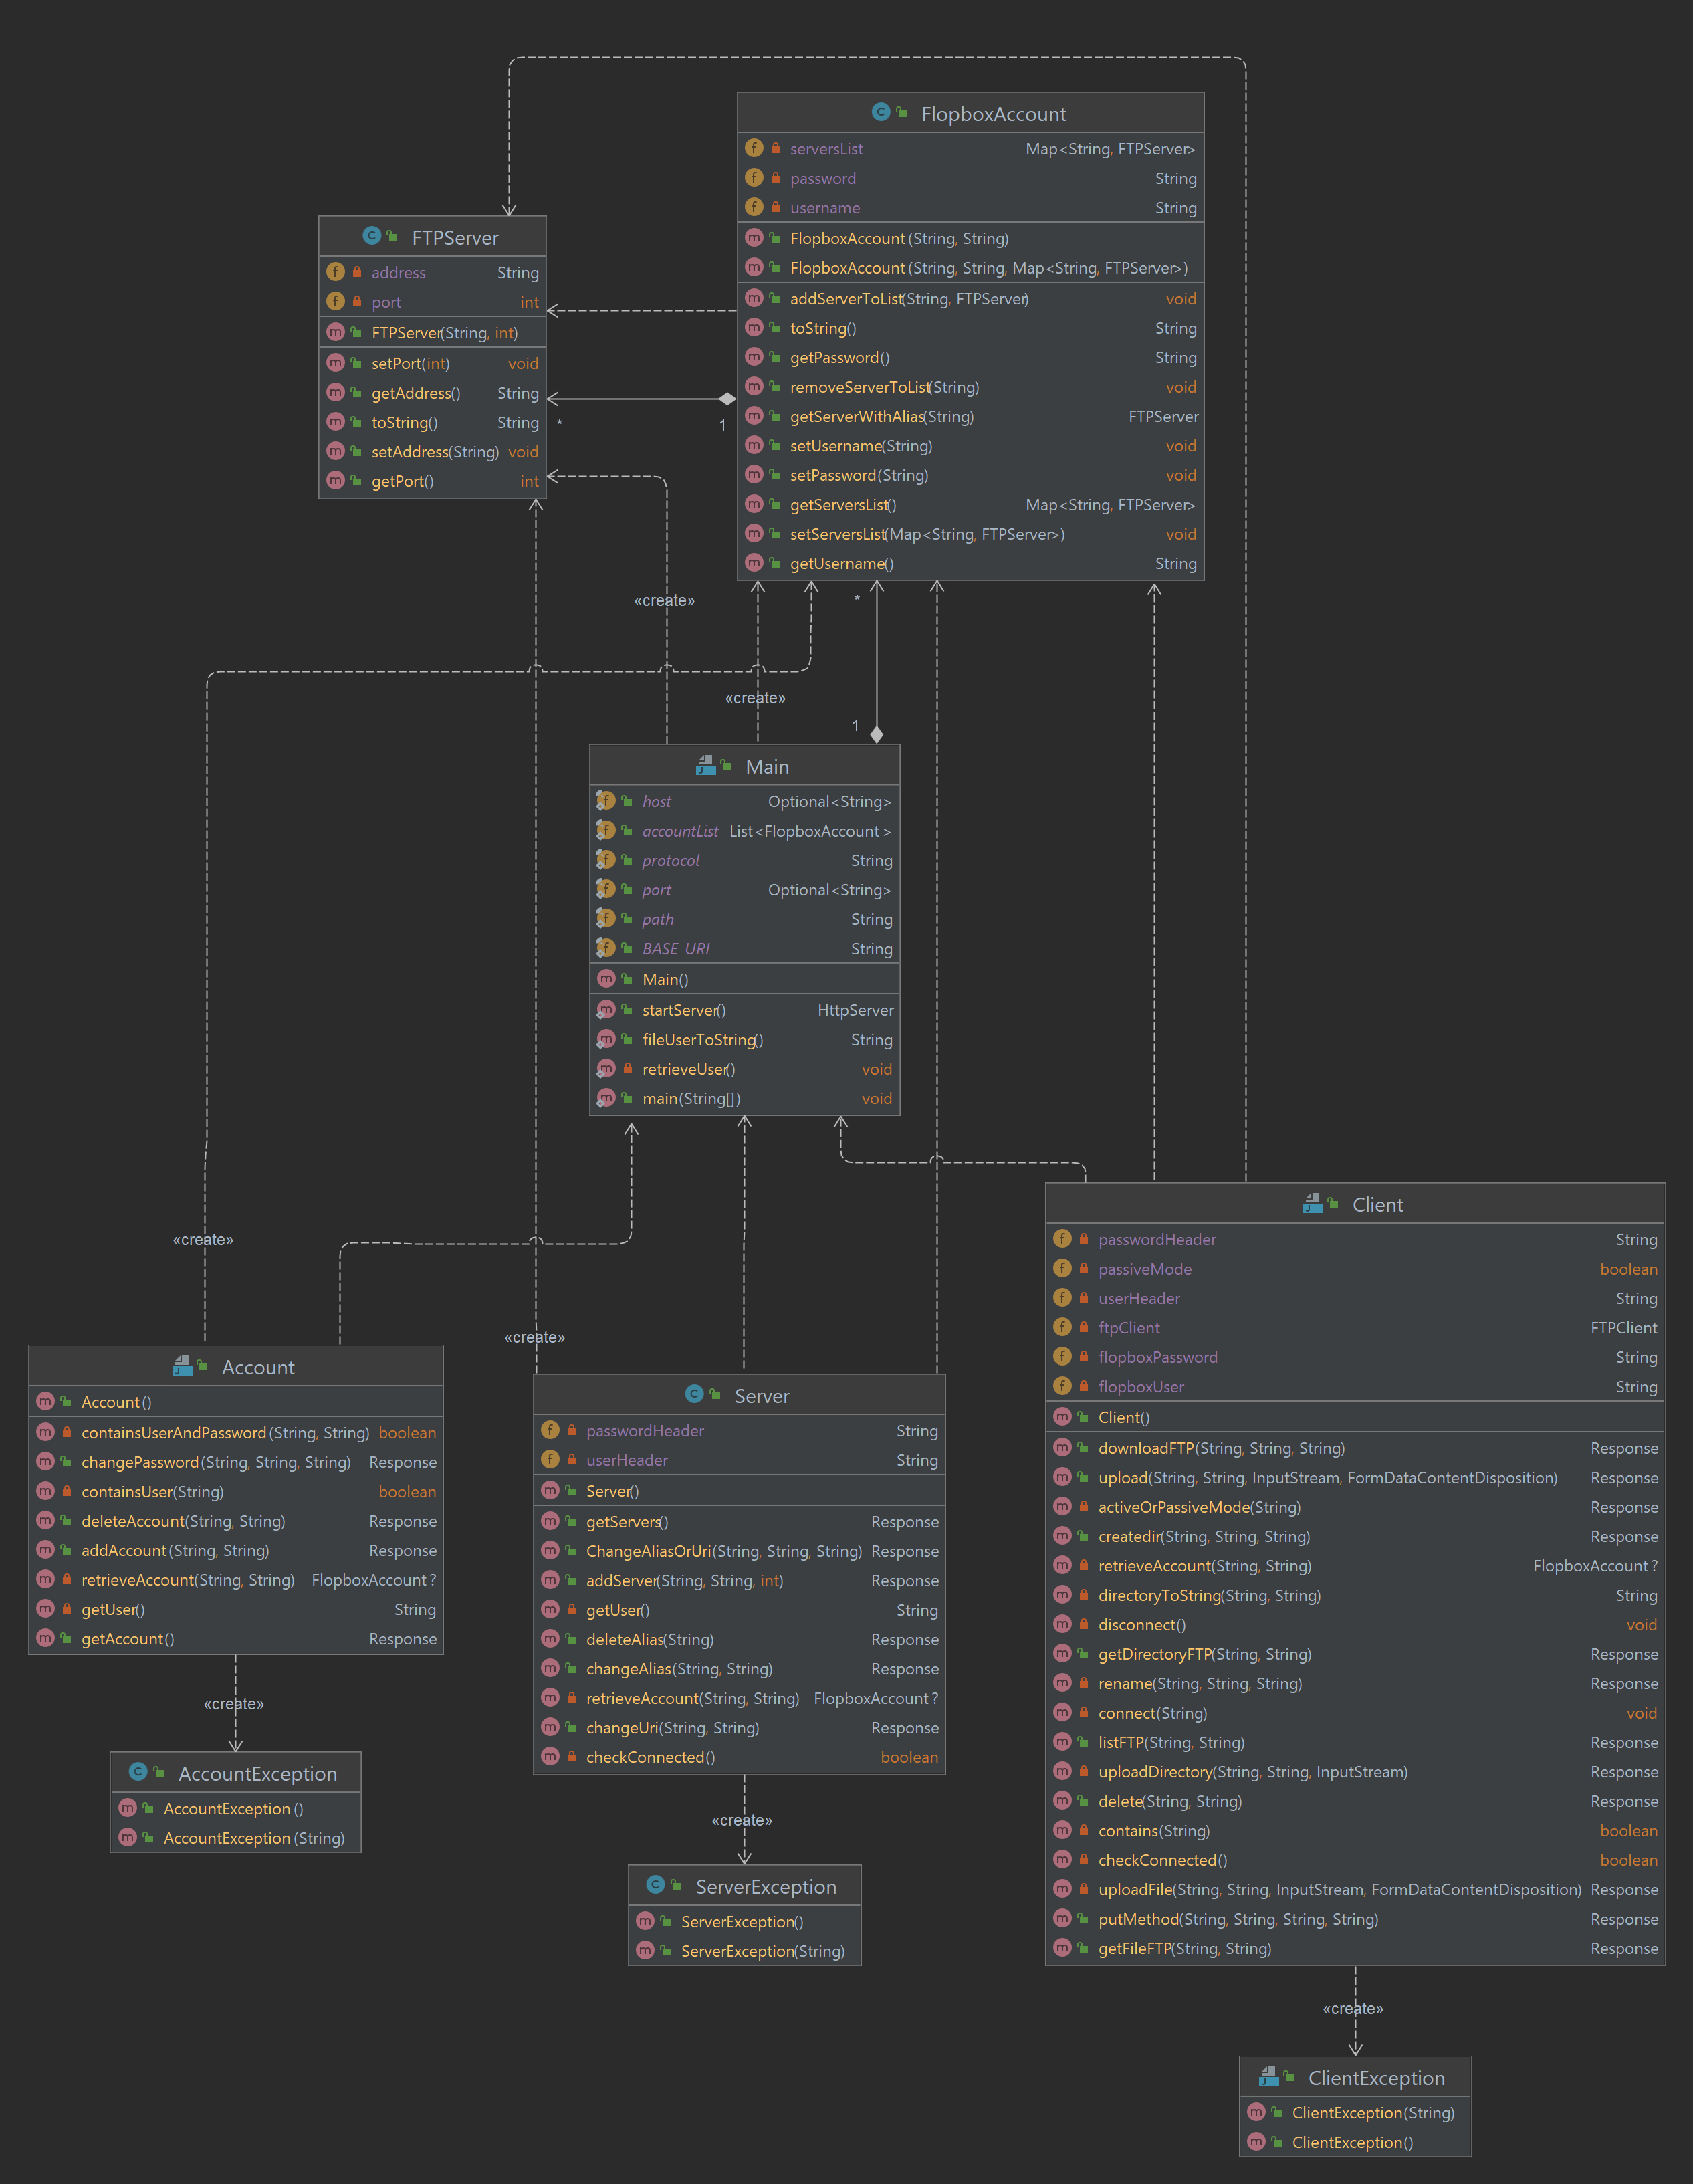 FlopboxAccount
serversList Map<String, FTPServer>
password String
username String
FlopboxAccount(String, String)
FlopboxAccount(String, String, Map<String, FTPServer>)
addServerToList(String, FTPServer) void
toString() String
getPassword() String
removeServerToList(String) void
getServerWithAlias(String) FTPServer
setUsername(String) void
setPassword(String) void
getServersList() Map<String, FTPServer>
setServersList(Map<String, FTPServer>) void
getUsername() String
FTPServer
address String
port int
FTPServer(String, int)
setPort(int) void
getAddress() String
toString() String
setAddress(String) void
getPort() int
*
1
«create»
*
«create»
1
Main
host Optional<String>
accountList List<FlopboxAccount>
protocol String
port Optional<String>
path String
BASE_URI String
Main()
startServer() HttpServer
fileUserToString() String
retrieveUser() void
main(String[]) void
«create»
«create»
Account
Account()
containsUserAndPassword(String, String) boolean
changePassword(String, String, String) Response
containsUser(String) boolean
deleteAccount(String, String) Response
addAccount(String, String) Response
retrieveAccount(String, String) FlopboxAccount?
getUser() String
getAccount() Response
«create»
AccountException
AccountException()
AccountException(String)
Server
passwordHeader String
userHeader String
Server()
getServers() Response
ChangeAliasOrUri(String, String, String) Response
addServer(String, String, int) Response
getUser() String
deleteAlias(String) Response
changeAlias(String, String) Response
retrieveAccount(String, String) FlopboxAccount?
changeUri(String, String) Response
checkConnected() boolean
«create»
ServerException
ServerException()
ServerException(String)
Client
passwordHeader String
passiveMode boolean
userHeader String
ftpClient FTPClient
flopboxPassword String
flopboxUser String
Client()
downloadFTP(String, String, String) Response
upload(String, String, InputStream, FormDataContentDisposition) Response
activeOrPassiveMode(String) Response
createdir(String, String, String) Response
retrieveAccount(String, String) FlopboxAccount?
directoryToString(String, String) String
disconnect() void
getDirectoryFTP(String, String) Response
rename(String, String, String) Response
connect(String) void
listFTP(String, String) Response
uploadDirectory(String, String, InputStream) Response
delete(String, String) Response
contains(String) boolean
checkConnected() boolean
uploadFile(String, String, InputStream, FormDataContentDisposition) Response
putMethod(String, String, String, String) Response
getFileFTP(String, String) Response
«create»
ClientException
ClientException(String)
ClientException()